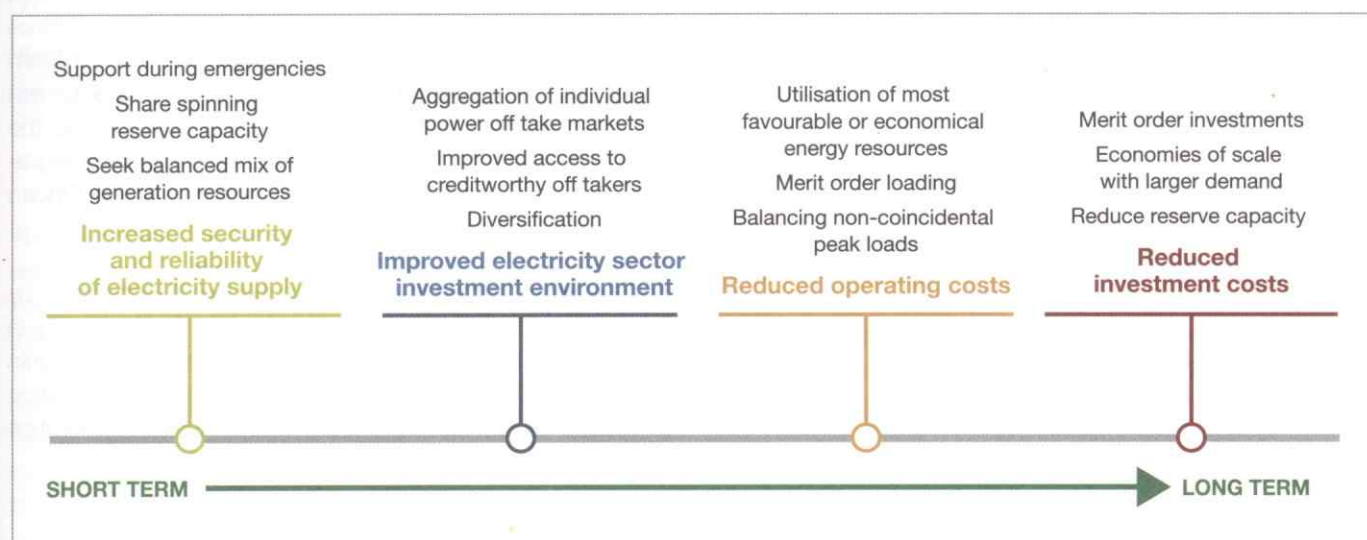 Support during emergencies
Share spinning
reserve capacity
Seek balanced mix of
generation resources
Increased security
and reliability
of electricity supply
Aggregation of individual
power off take markets
Improved access to
creditworthy off takers
Diversification
Improved electricity sector
investment environment
Utilisation of most
favourable or economical
energy resources
Merit order loading
Balancing non-coincidental
peak loads
Reduced operating costs
Merit order investments
Economies of scale
with larger demand
Reduce reserve capacity
Reduced
investment costs
SHORT TERM
LONG TERM